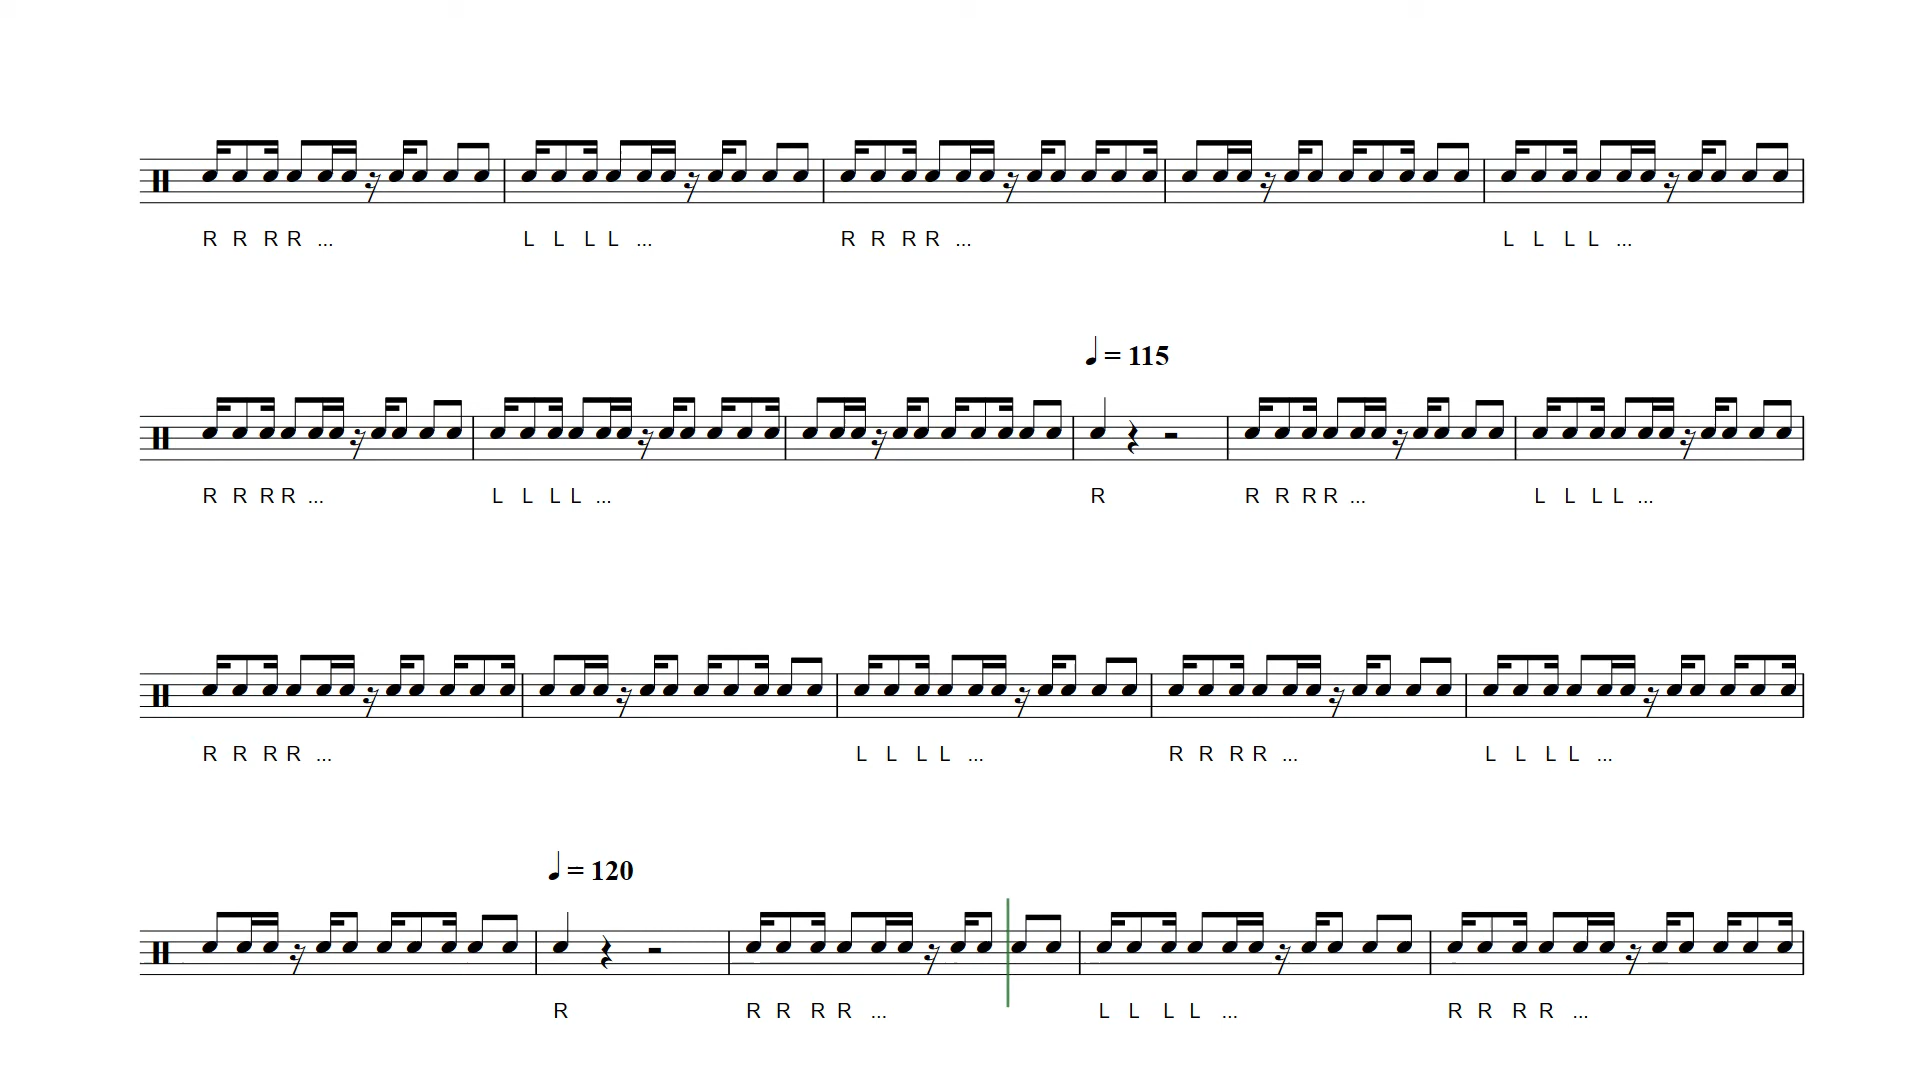 R R R R ... L L L L ... R R R R ... L L L L ...
♩ = 115
R R R R ... L L L L ... R R R R R ... L L L L ...
R R R R ... L L L L ... R R R R ... L L L L ...
♩ = 120
R R R R R ... L L L L ... R R R R ...